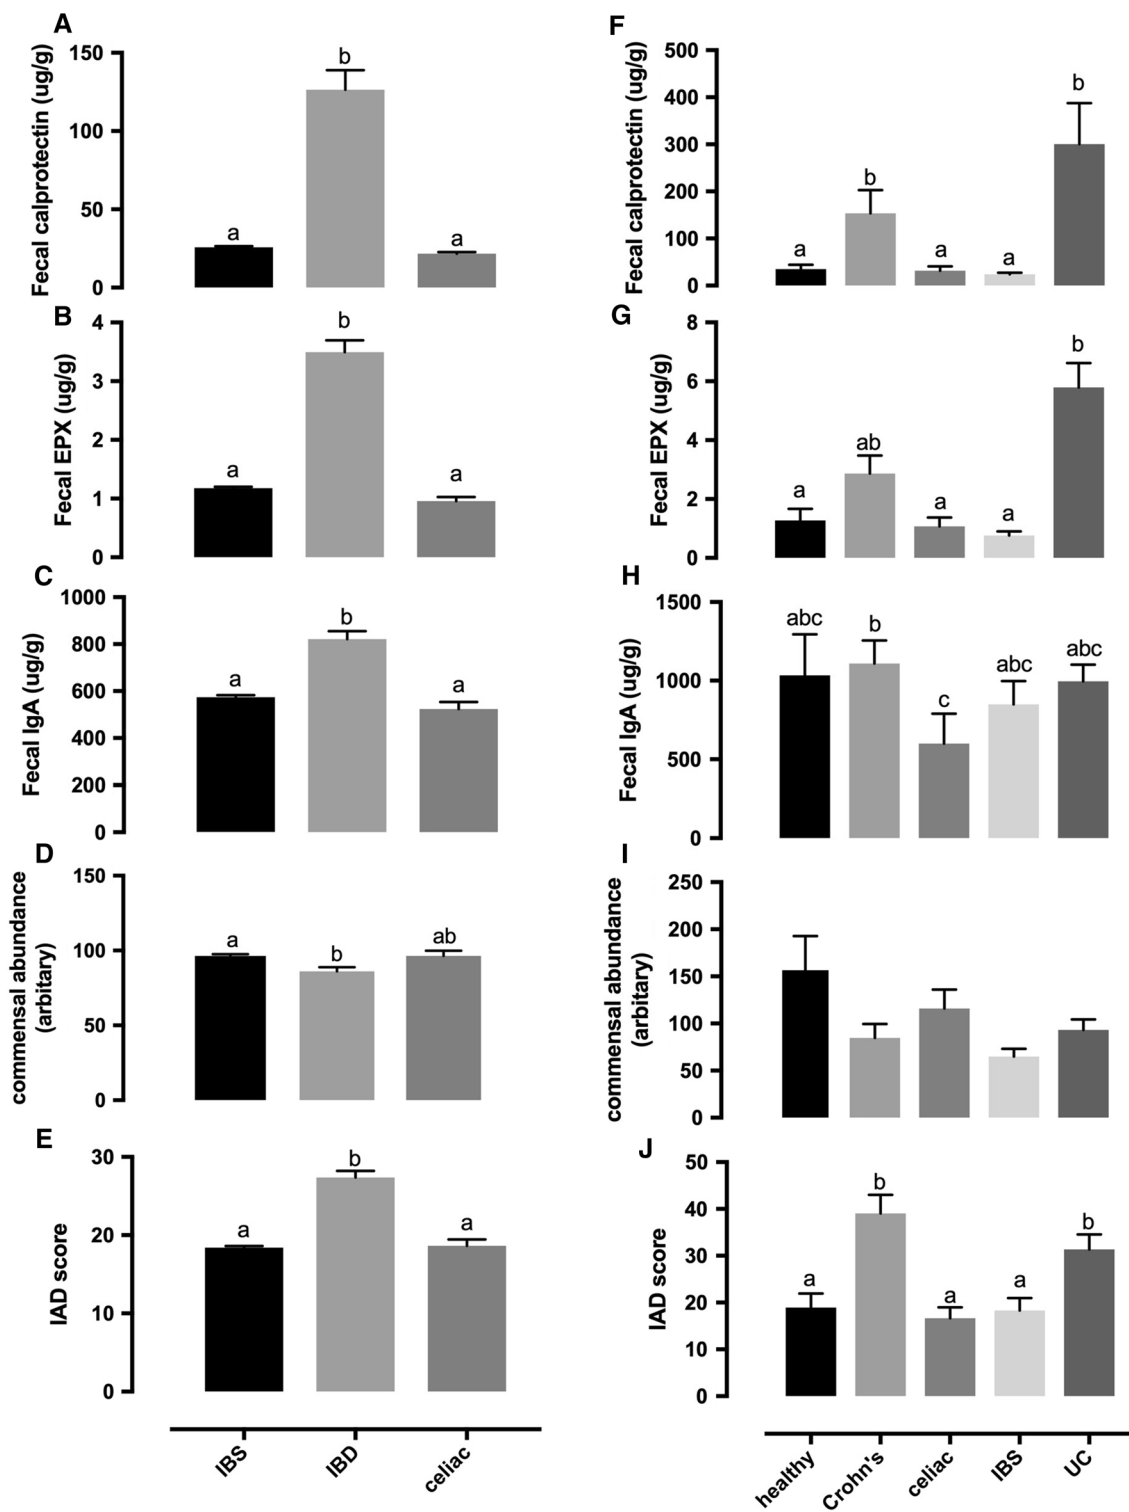 A
Fecal calprotectin (ug/g)
150
100
50
0
a
b
a
B
Fecal EPX (ug/g)
4
3
2
1
0
a
b
a
C
Fecal IgA (ug/g)
1000
800
600
400
200
0
a
b
a
D
commensal abundance
(arbitary)
150
100
50
0
a
b
ab
E
IAD score
30
20
10
0
a
b
a
IBS
IBD
celiac
F
Fecal calprotectin (ug/g)
500
400
300
200
100
0
a
b
a
a
b
G
Fecal EPX (ug/g)
8
6
4
2
0
a
ab
a
a
b
H
Fecal IgA (ug/g)
1500
1000
500
0
abc
b
c
abc
abc
I
commensal abundance
(arbitary)
250
200
150
100
50
0
J
IAD score
50
40
30
20
10
0
a
b
a
a
b
healthy
Crohn's
celiac
IBS
UC